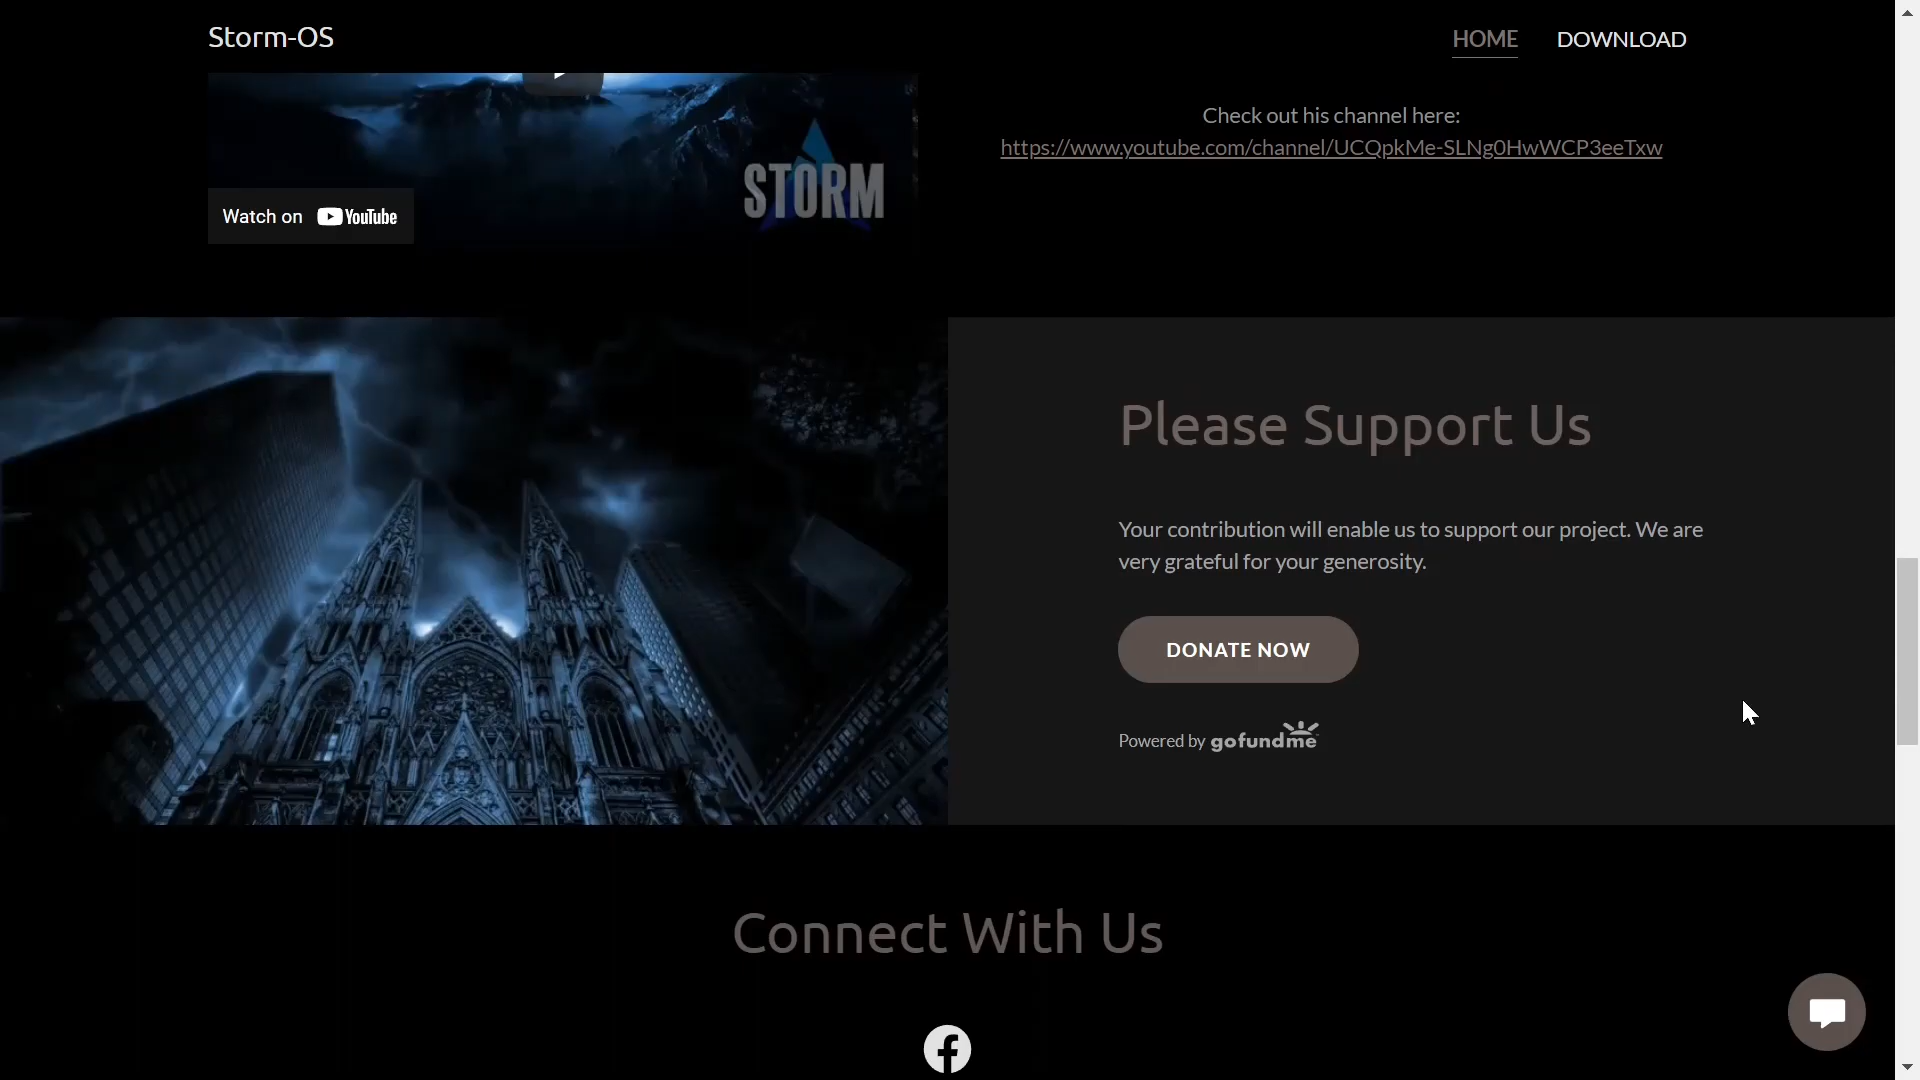 Storm-OS
HOME
DOWNLOAD
Check out his channel here:
https://www.youtube.com/channel/UCQpkMe-SLNg0HwWCP3eeTxw
STORM
Watch on YouTube
Please Support Us
Your contribution will enable us to support our project. We are
very grateful for your generosity.
DONATE NOW
Powered by gofundme
Connect With Us